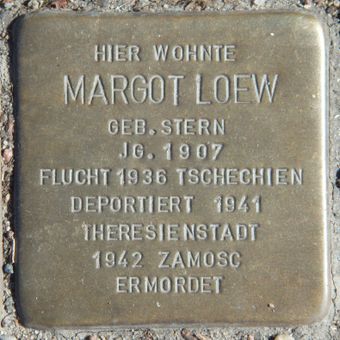 HIER WOHNTE
MARGOT LOEW
GEB. STERN
JG. 1907
FLUCHT 1936 TSCHECHIEN
DEPORTIERT 1941
THERESIENSTADT
1942 ZAMOSC
ERMORDET